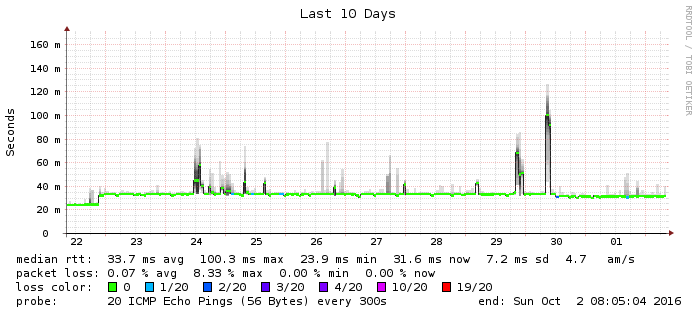 Last 10 Days
RRDTOOL / TOBI OETIKER
Seconds
160 m
140 m
120 m
100 m
80 m
60 m
40 m
20 m
0
22 23 24 25 26 27 28 29 30 01
median rtt: 33.7 ms avg 100.3 ms max 23.9 ms min 31.6 ms now 7.2 ms sd 4.7 am/s
packet loss: 0.07 % avg 8.33 % max 0.00 % min 0.00 % now
loss color: 0 1/20 2/20 3/20 4/20 10/20 19/20
probe: 20 ICMP Echo Pings (56 Bytes) every 300s end: Sun Oct 2 08:05:04 2016